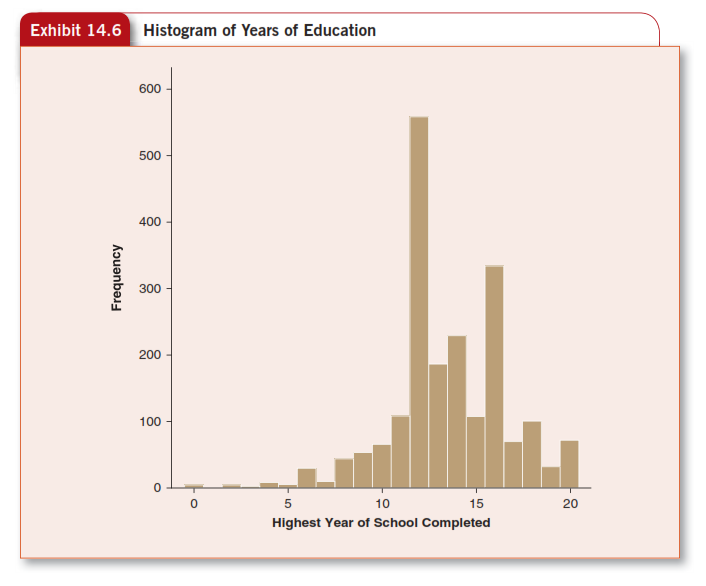 Exhibit 14.6 Histogram of Years of Education
600
500
400
300
200
100
0
Frequency
0 5 10 15 20
Highest Year of School Completed